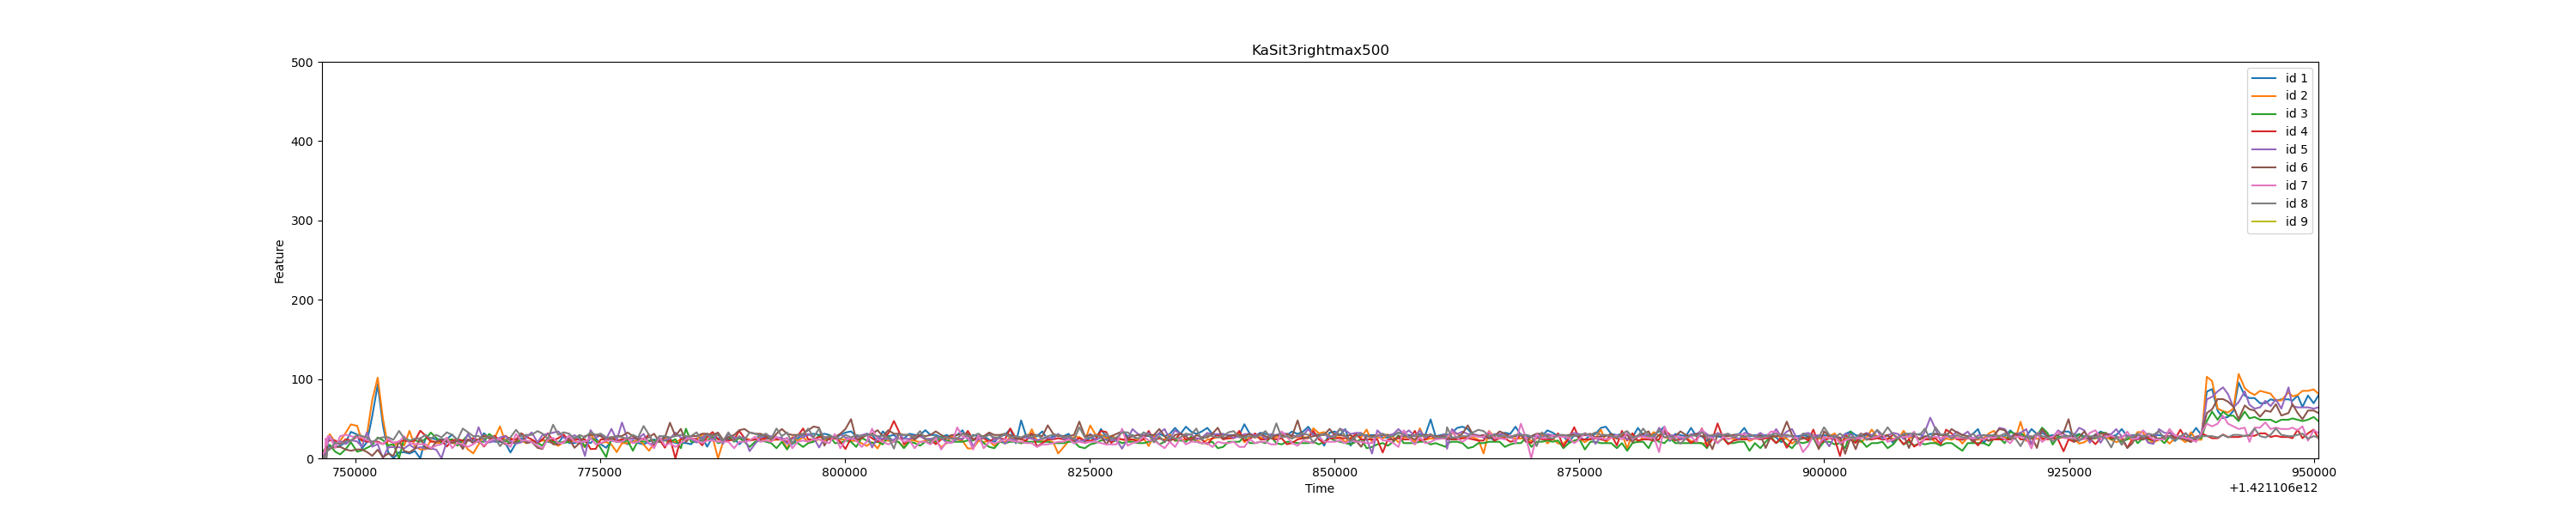 KaSit3rightmax500
500
400
300
200
100
0
Feature
id 1
id 2
id 3
id 4
id 5
id 6
id 7
id 8
id 9
750000 775000 800000 825000 850000 875000 900000 925000 950000
Time
+1.421106e12